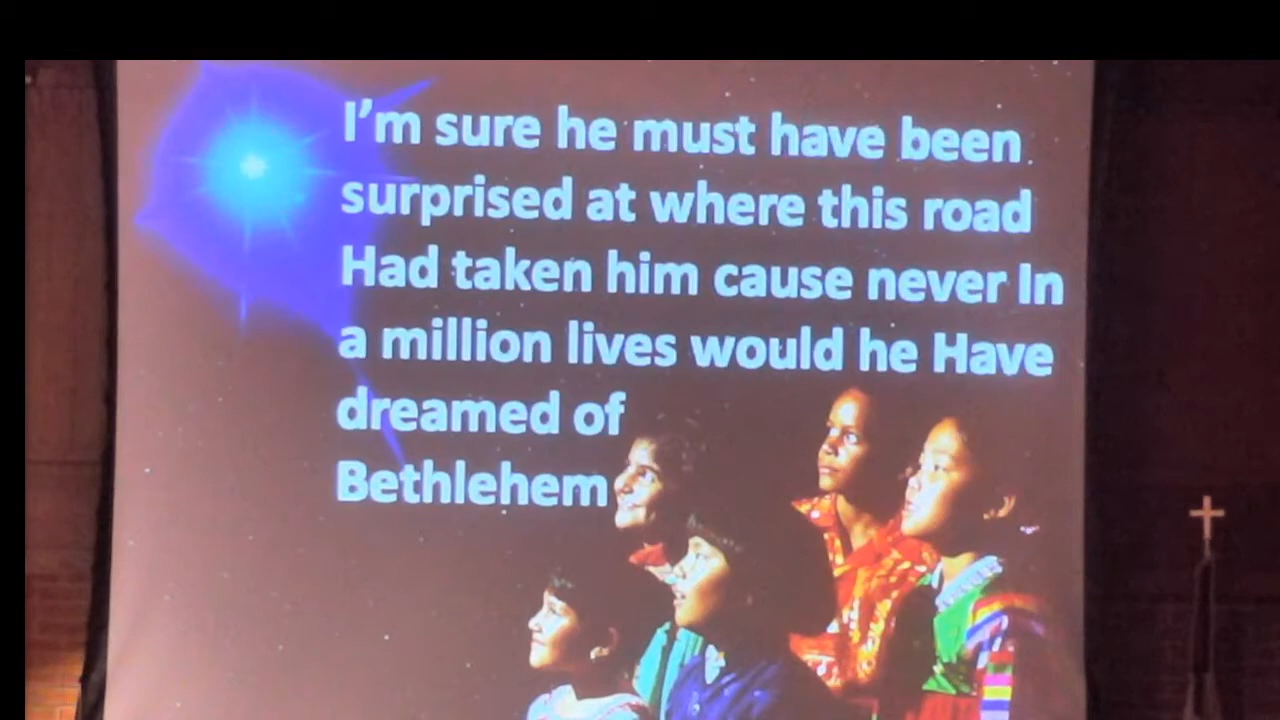 I'm sure he must have been
surprised at where this road
Had taken him cause never In
a million lives would he Have
dreamed of
Bethlehem